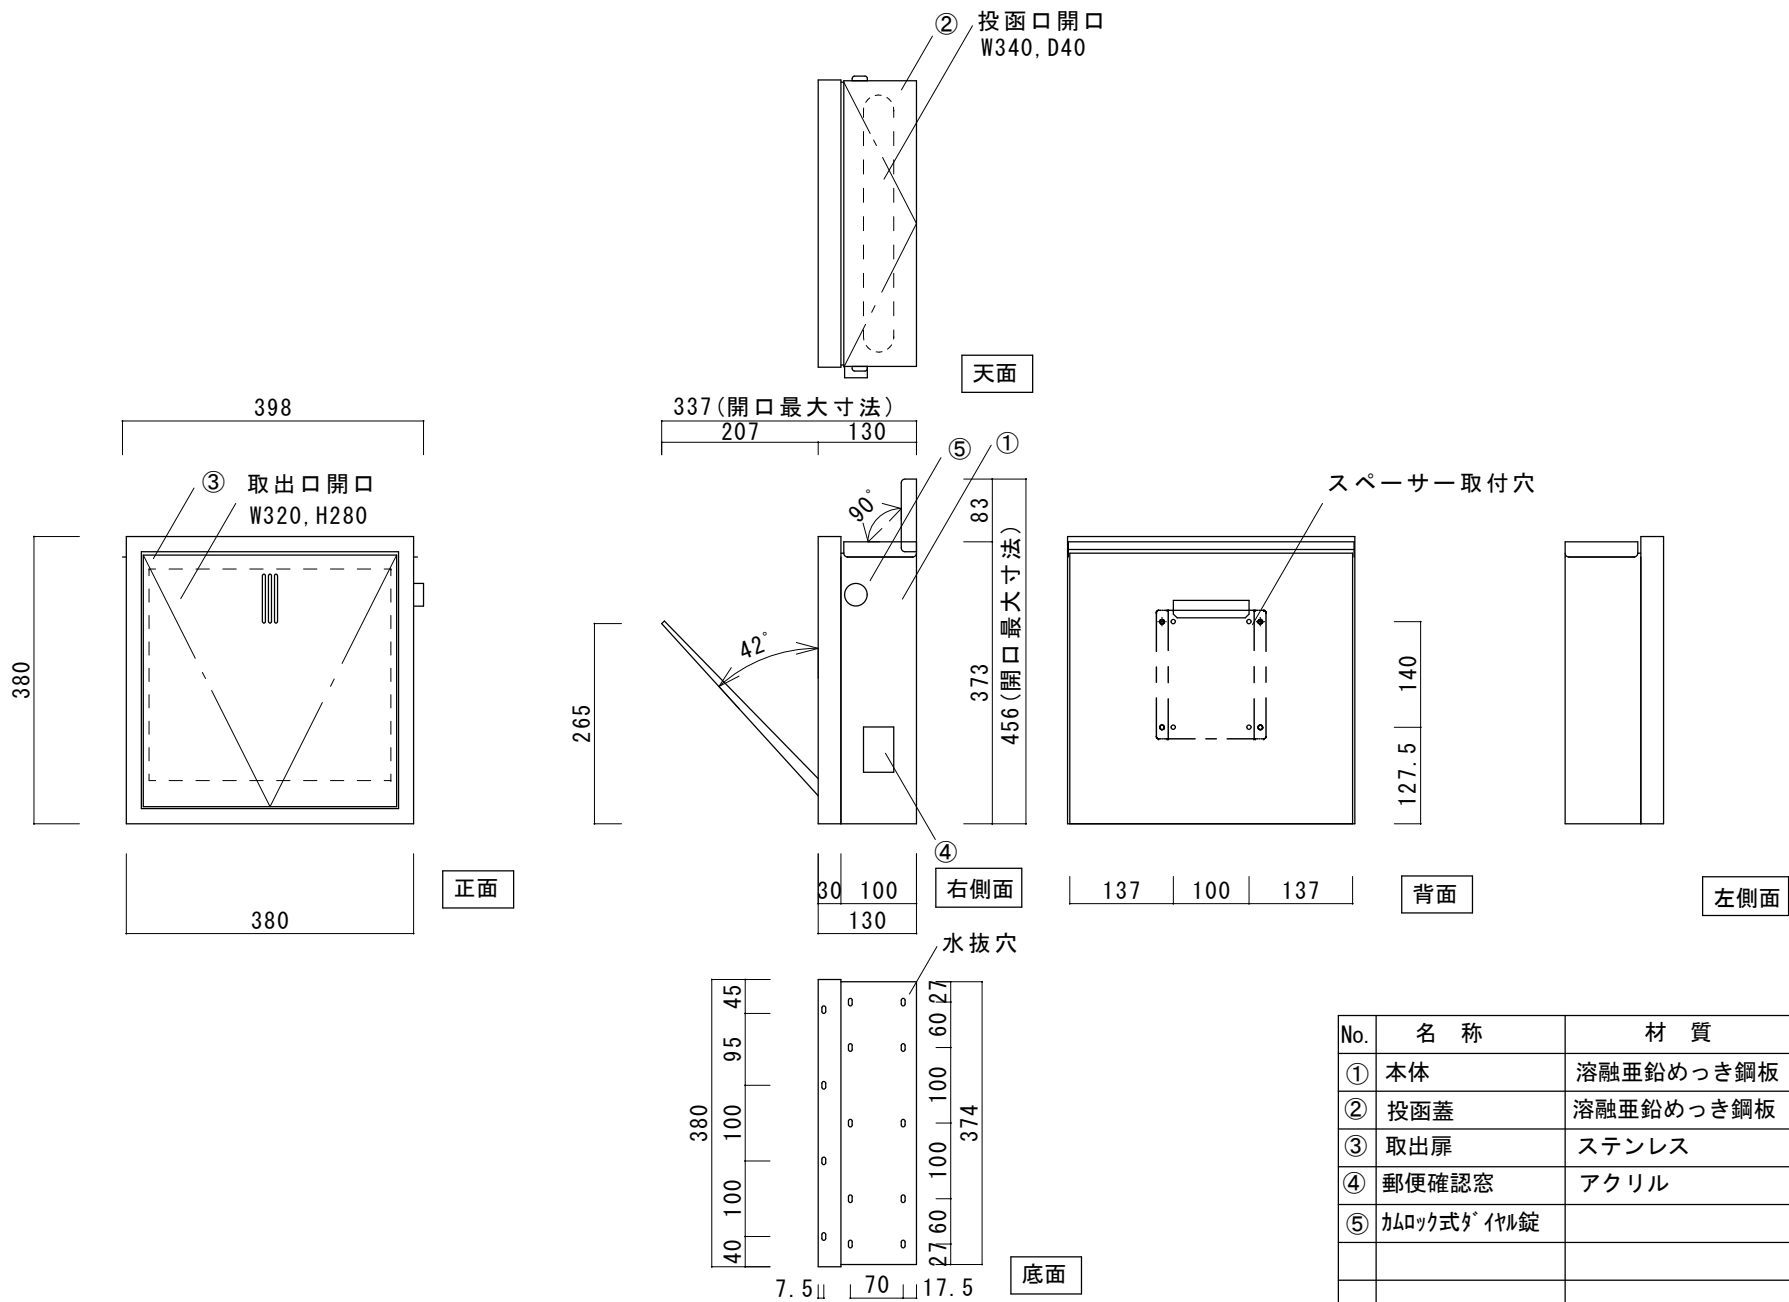 ② 投函口開口
W340, D40
天面
398
③ 取出口開口
W320, H280
380
380
正面
337(開口最大寸法)
207 130
⑤ ①
90°
42°
265
83
373
456(開口最大寸法)
④
30 100
130
右側面
スペーサー取付穴
140
127.5
137 100 137
背面
左側面
水抜穴
380
45
95
100
100
40
27
60
100
100
60
27
374
7.5 70 17.5
底面
No. 名称 材質
① 本体 溶融亜鉛めっき鋼板
② 投函蓋 溶融亜鉛めっき鋼板
③ 取出扉 ステンレス
④ 郵便確認窓 アクリル
⑤ ｶﾑﾛｯｸ式ﾀﾞｲﾔﾙ錠